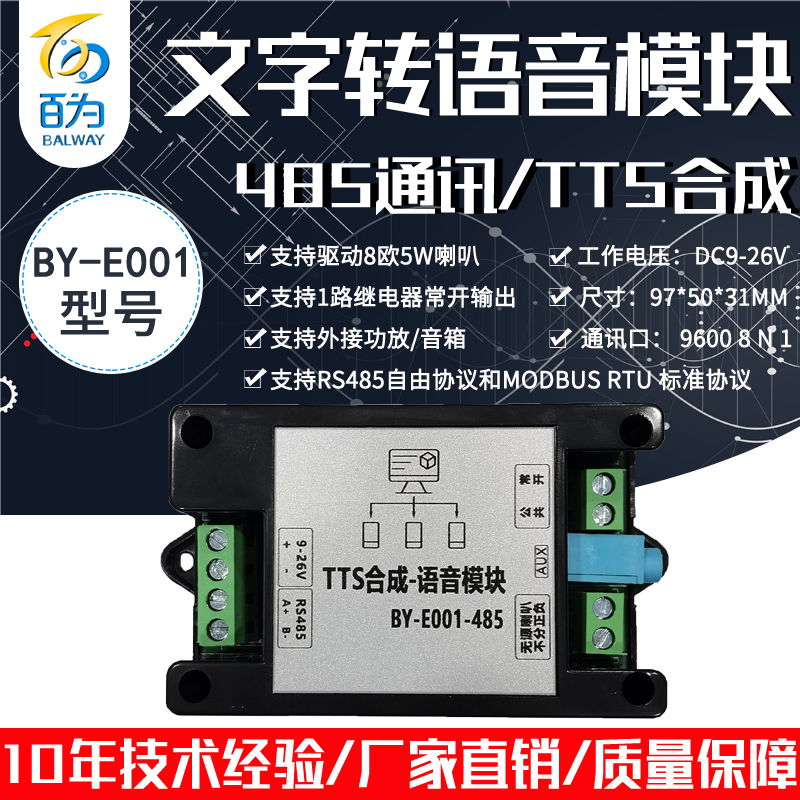 百为
BALWAY
文字转语音模块
485通讯/TTS合成
BY-E001
型号
✓支持驱动8欧5W喇叭
✓工作电压：DC9-26V
✓支持1路继电器常开输出
✓尺寸：97*50*31MM
✓支持外接功放/音箱
✓通讯口： 9600 8 N 1
✓支持RS485自由协议和MODBUS RTU 标准协议
常开
公共
9-26V
+ -
AUX
TTS合成-语音模块
RS485
A+ B-
BY-E001-485
无源喇叭
不分正负
10年技术经验/厂家直销/质量保障